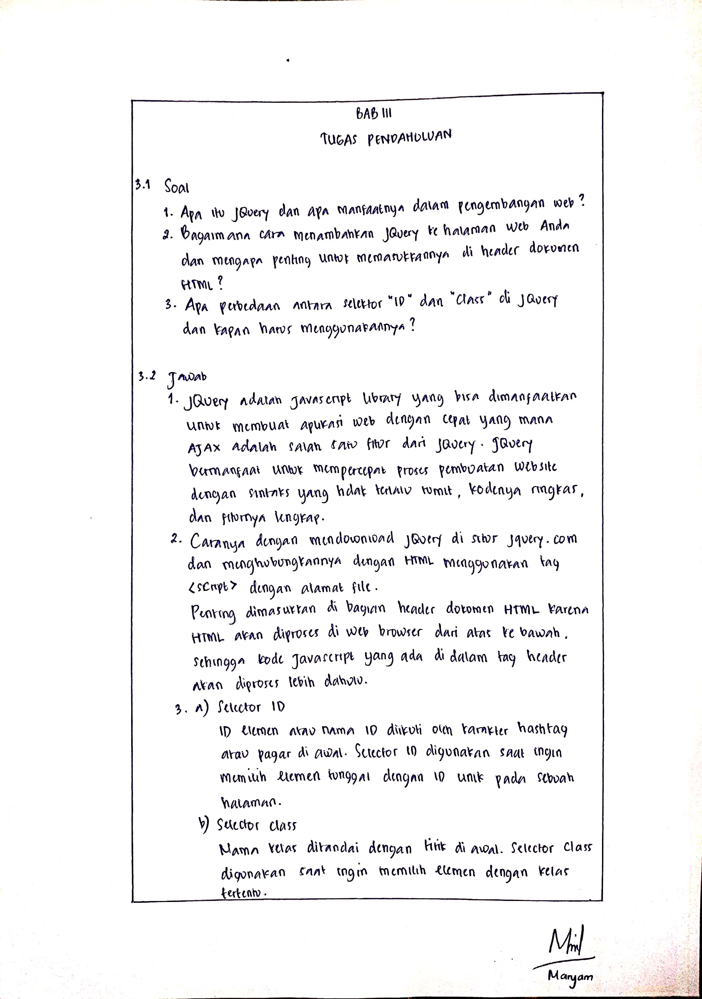 BAB III
TUGAS PENDAHULUAN
3.1 Soal
1. Apa itu JQuery dan apa manfaatnya dalam pengembangan web?
2. Bagaimana cara menambahkan JQuery ke halaman web Anda
dan mengapa penting untuk memasukkannya di header dokumen
HTML?
3. Apa perbedaan antara selektor "ID" dan "Class" di JQuery
dan kapan harus menggunakannya?
3.2 Jawab
1. JQuery adalah Javascript library yang bisa dimanfaatkan
untuk membuat aplikasi web dengan cepat yang mana
AJAX adalah salah satu fitur dari JQuery. JQuery
bermanfaat untuk mempercepat proses pembuatan website
dengan sintaks yang tidak terlalu rumit, kodenya ringkas,
dan fiturnya lengkap.
2. Caranya dengan mendownload JQuery di situs jquery.com
dan menghubungkannya dengan HTML menggunakan tag
<script> dengan alamat file.
Penting dimasukkan di bagian header dokomen HTML karena
HTML akan diproses di web browser dari atas ke bawah.
sehingga kode Javascript yang ada di dalam tag header
akan diproses lebih dahulu.
3. a) Selector ID
ID elemen atau nama ID diikuti oleh karakter hashtag
atau pagar di awal. Selector ID digunakan saat ingin
memilih elemen tunggal dengan ID unik pada sebuah
halaman.
b) Selector class
Nama kelas ditandai dengan titik di awal. Selector Class
digunakan saat ingin memilih elemen dengan kelas
tertentu.
Maryam